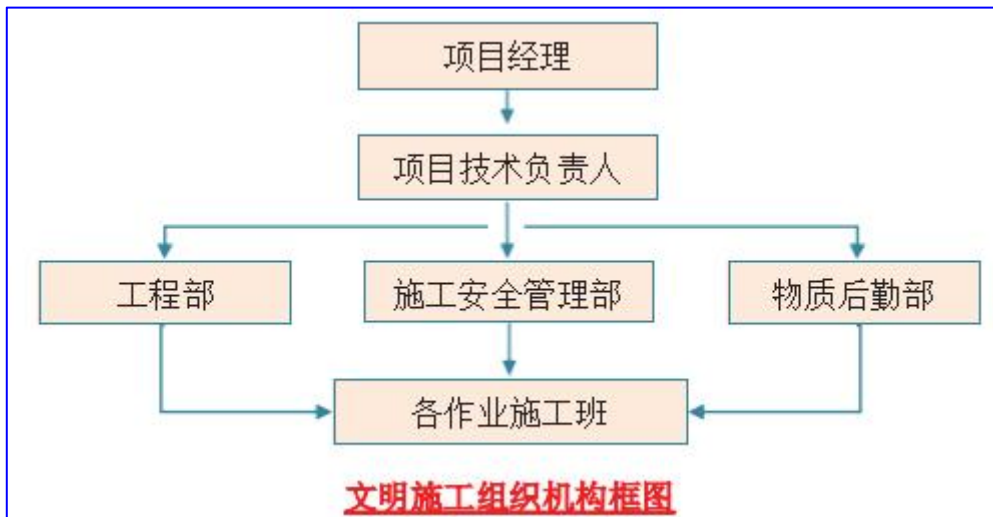 项目经理
项目技术负责人
工程部
施工安全管理部
物质后勤部
各作业施工班
文明施工组织机构框图